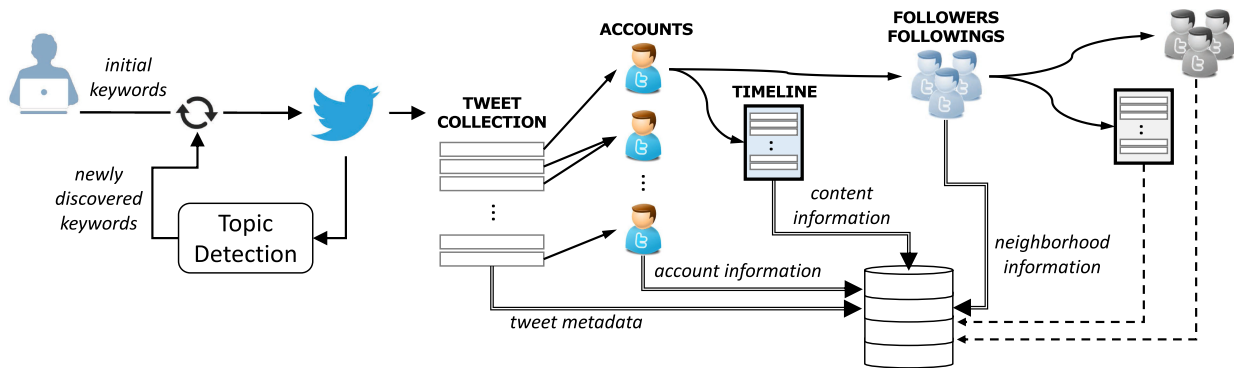 initial
keywords
newly
discovered
keywords
Topic
Detection
TWEET
COLLECTION
ACCOUNTS
TIMELINE
FOLLOWERS
FOLLOWINGS
content
information
neighborhood
information
account information
tweet metadata